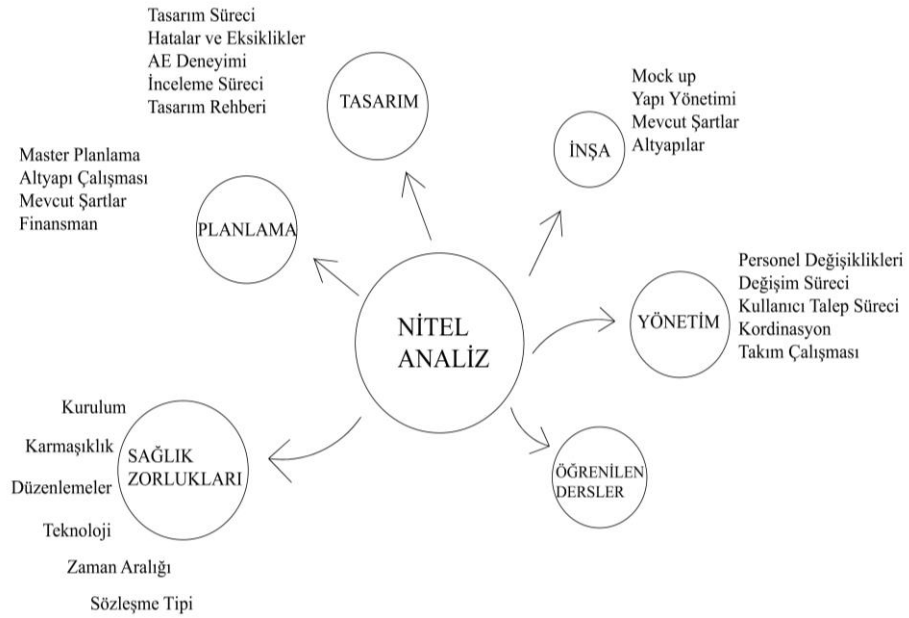 Tasarım Süreci
Hatalar ve Eksiklikler
AE Deneyimi
İnceleme Süreci
Tasarım Rehberi
TASARIM
Mock up
Yapı Yönetimi
Mevcut Şartlar
Altyapılar
İNŞA
Master Planlama
Altyapı Çalışması
Mevcut Şartlar
Finansman
PLANLAMA
NİTEL
ANALİZ
Personel Değişiklikleri
Değişim Süreci
Kullanıcı Talep Süreci
Kordinasyon
Takım Çalışması
YÖNETİM
Kurulum
Karmaşıklık
Düzenlemeler
Teknoloji
Zaman Aralığı
Sözleşme Tipi
SAĞLIK
ZORLUKLARI
ÖĞRENİLEN
DERSLER